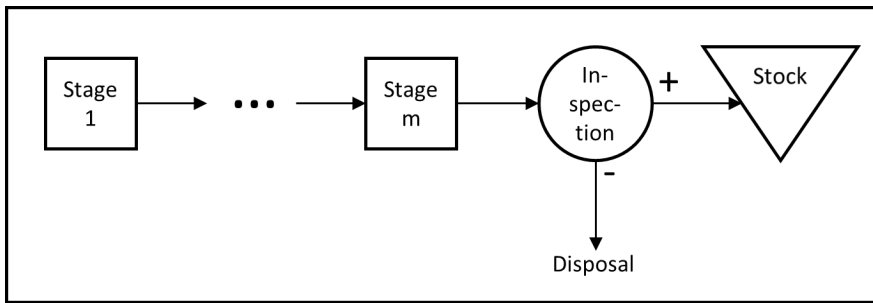 Stage
1
...
Stage
m
In-
spec-
tion
+
Stock
-
Disposal